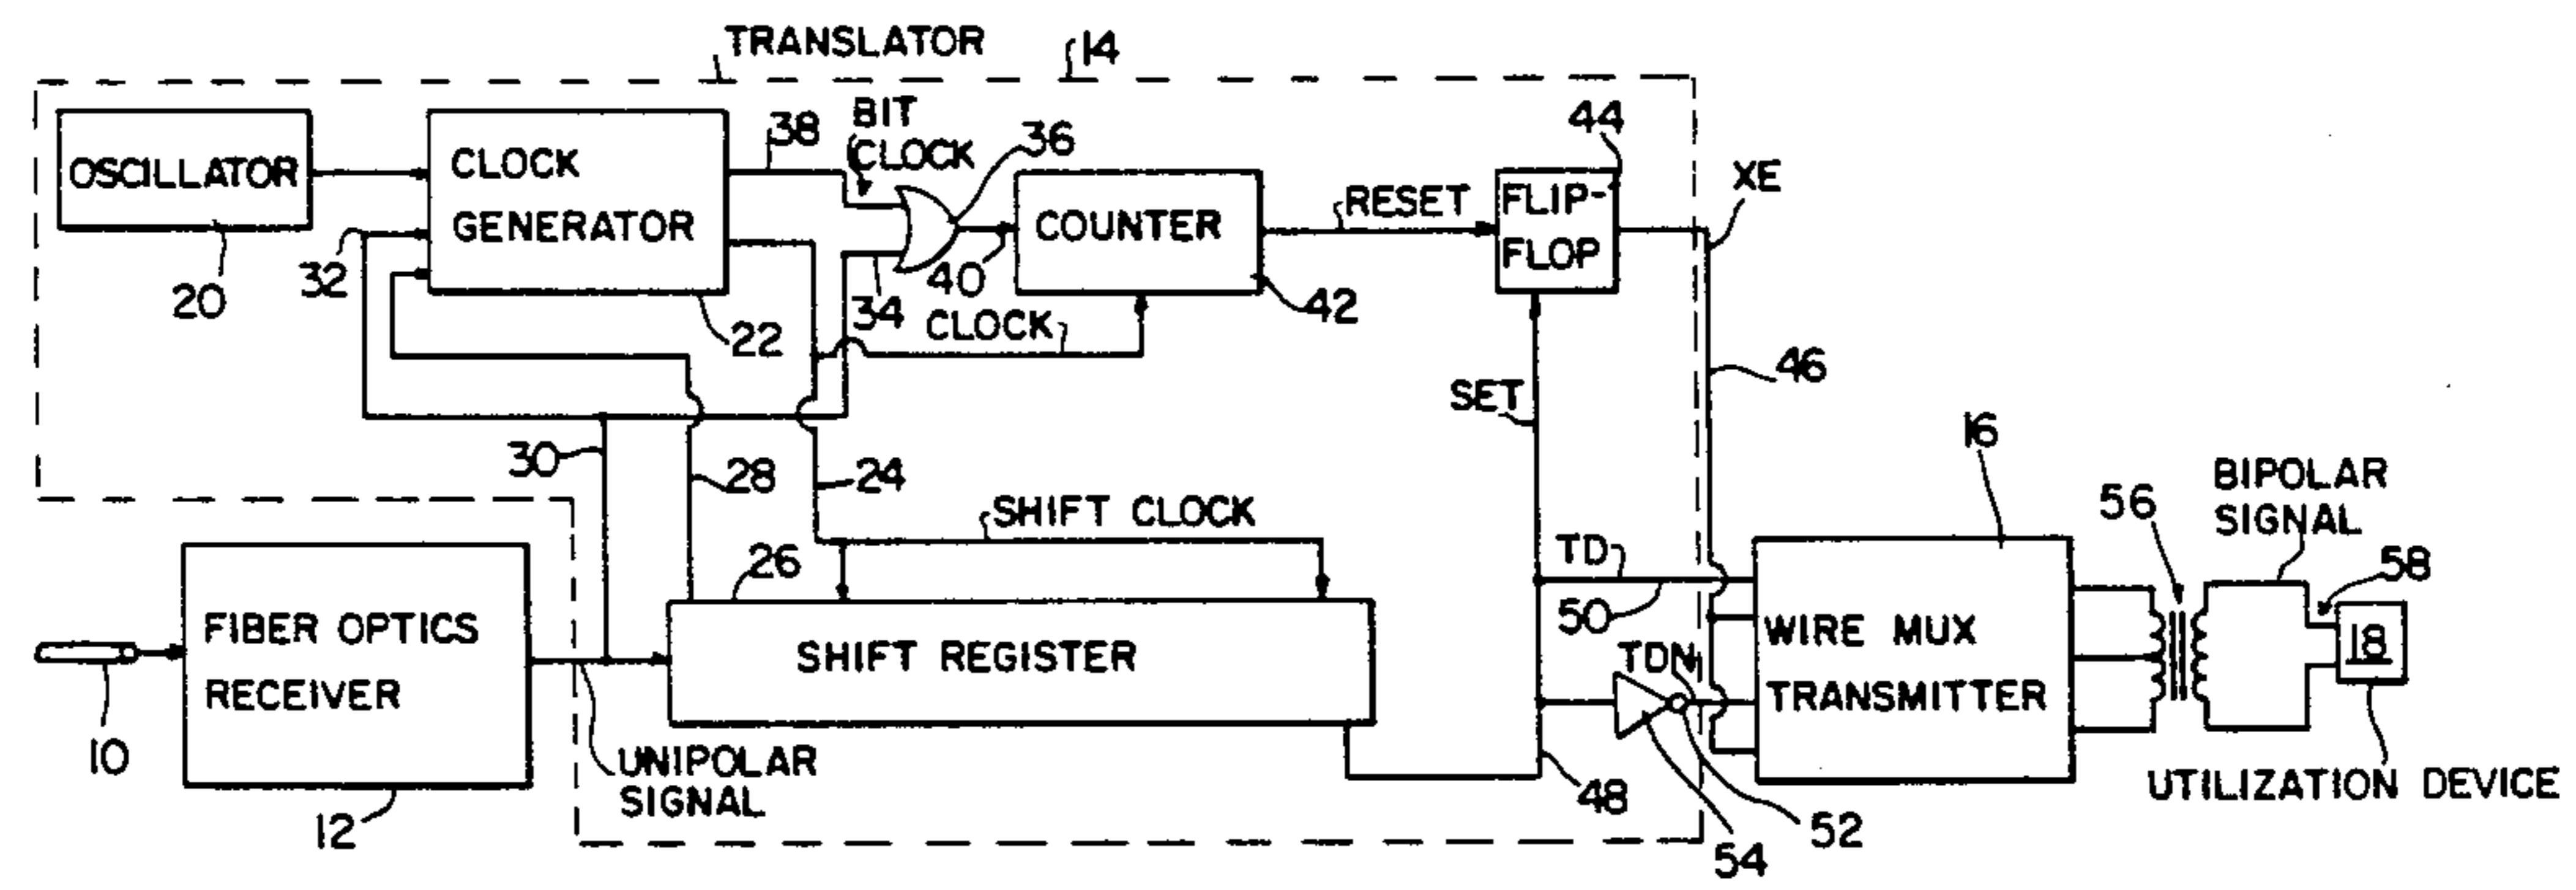 TRANSLATOR
14
OSCILLATOR
20
CLOCK
GENERATOR
22
32
38
BIT
CLOCK
36
34
40
COUNTER
42
CLOCK
RESET
44
FLIP-
FLOP
XE
46
SET
30
28
24
SHIFT CLOCK
26
SHIFT REGISTER
FIBER OPTICS
RECEIVER
10
12
UNIPOLAR
SIGNAL
TD
50
TDN
48
54
52
16
WIRE MUX
TRANSMITTER
56
BIPOLAR
SIGNAL
58
18
UTILIZATION DEVICE